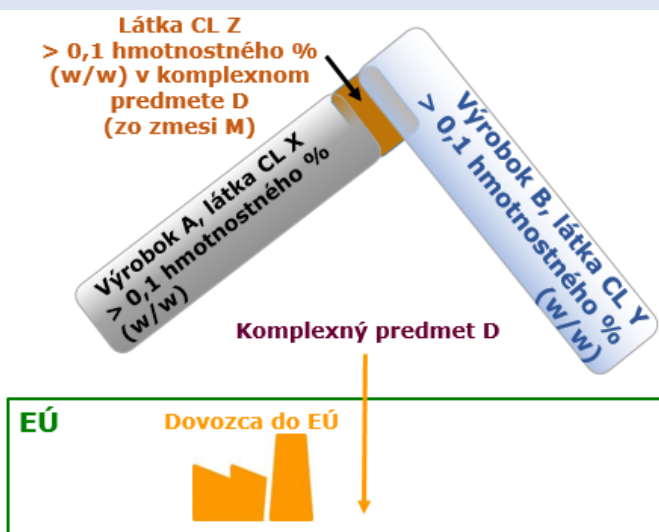 Látka CL Z
> 0,1 hmotnostného %
(w/w) v komplexnom
predmete D
(zo zmesi M)
Výrobok A, látka CL X
> 0,1 hmotnostného %
(w/w)
Výrobok B, látka CL Y
> 0,1 hmotnostného %
(w/w)
Komplexný predmet D
EÚ
Dovozca do EÚ